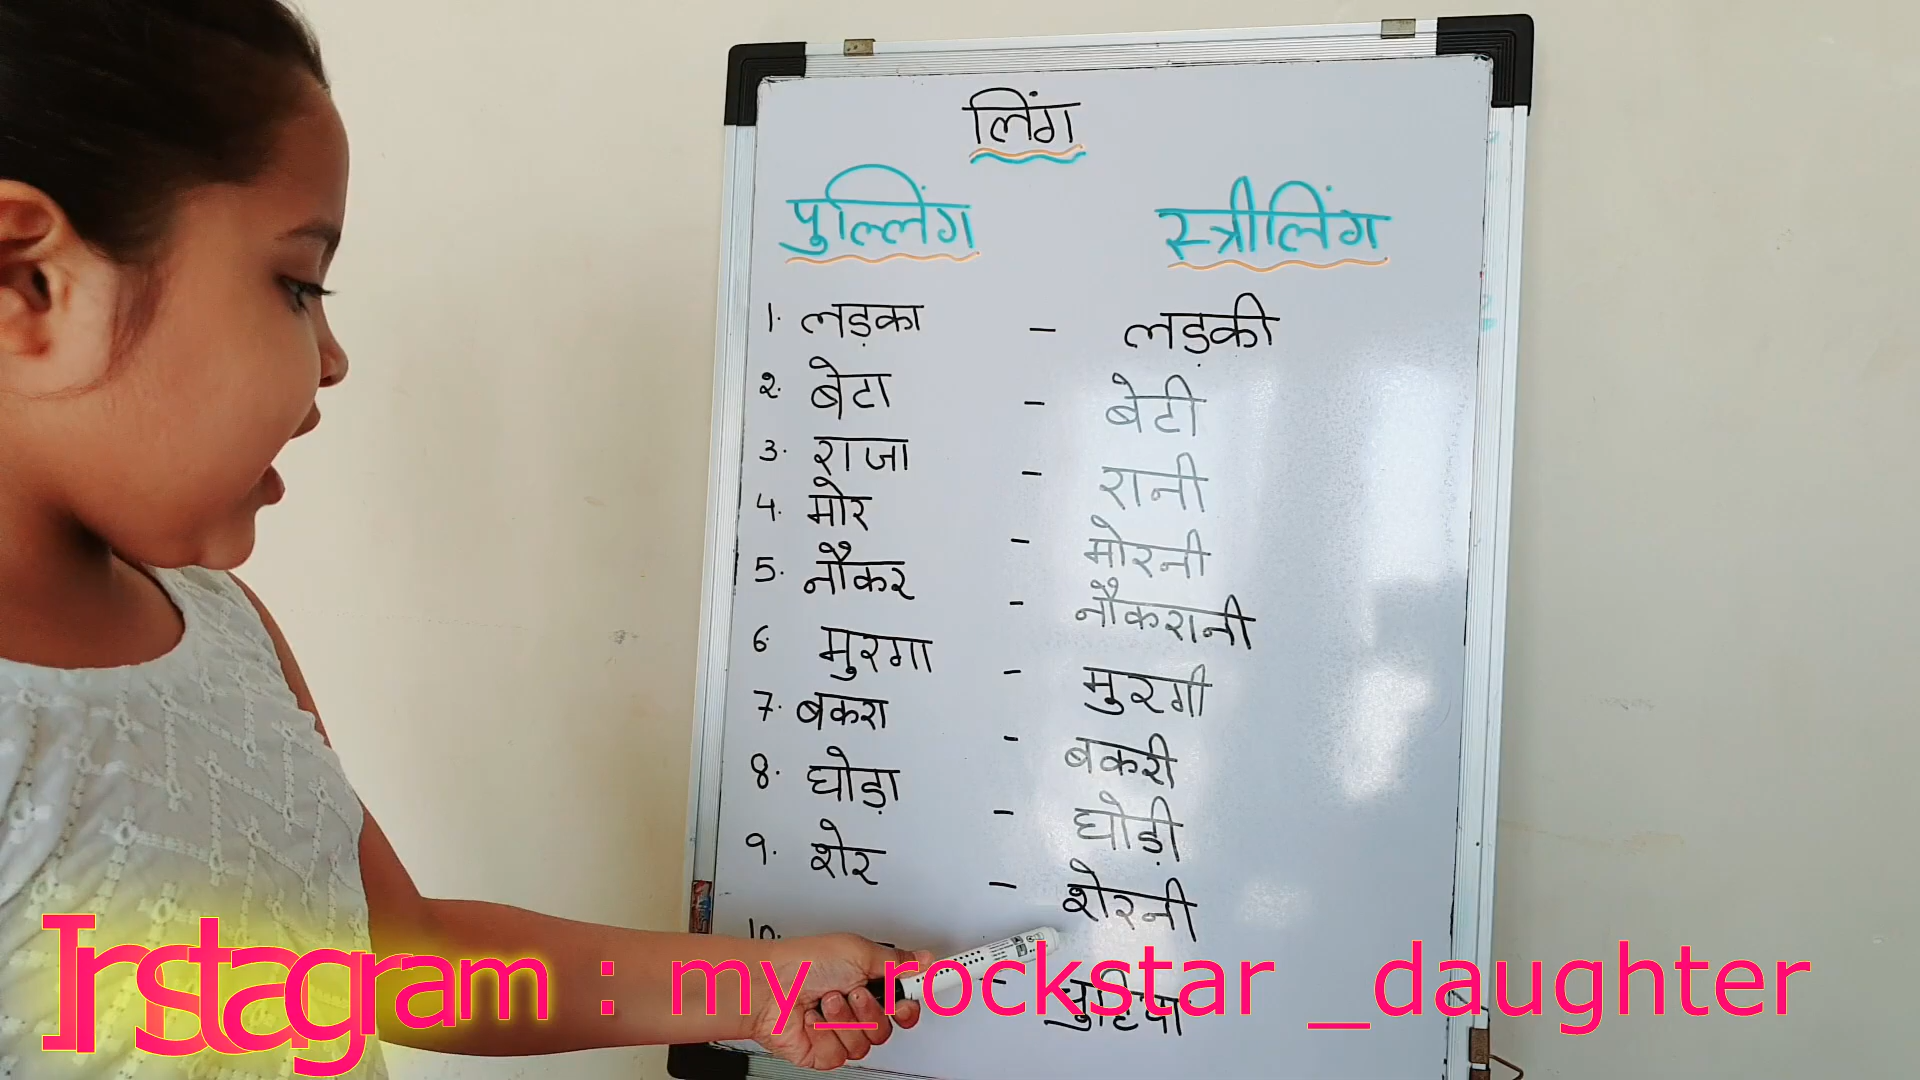 लिंग
पुल्लिंग स्त्रीलिंग
1. लड़का - लड़की
2. बेटा - बेटी
3. राजा - रानी
4. मोर - मोरनी
5. नौकर - नौकरानी
6. मुरगा - मुरगी
7. बकरा - बकरी
8. घोड़ा - घोड़ी
9. शेर - शेरनी
10. -
Instagram : my_rockstar _daughter